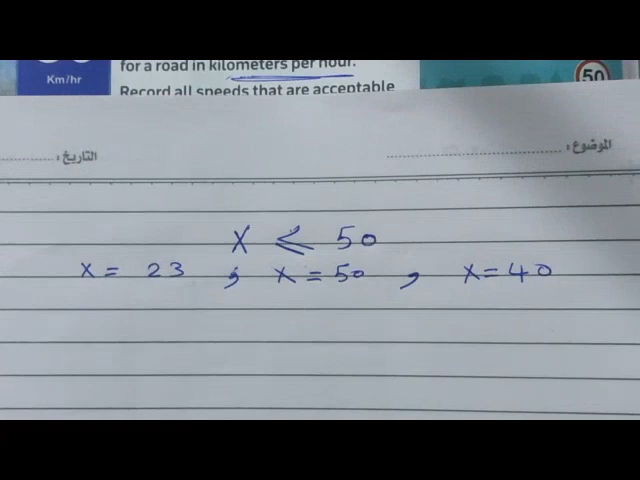 for a road in kilometers per hour.
Km/hr
50
Record all speeds that are acceptable
الموضوع :
التاريخ :
x ≤ 50
x = 23 , x = 50 , x = 40